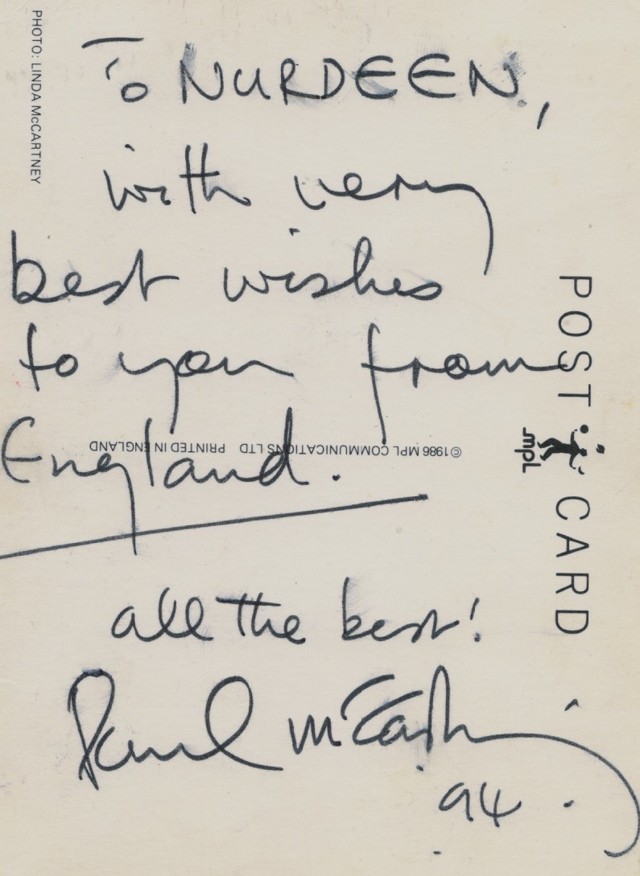 PHOTO: LINDA McCARTNEY
To NURDEEN,
with very
best wishes
to you from
England.
©1986 MPL COMMUNICATIONS LTD PRINTED IN ENGLAND
POST CARD
mpl
all the best!
Paul McCartney
94.